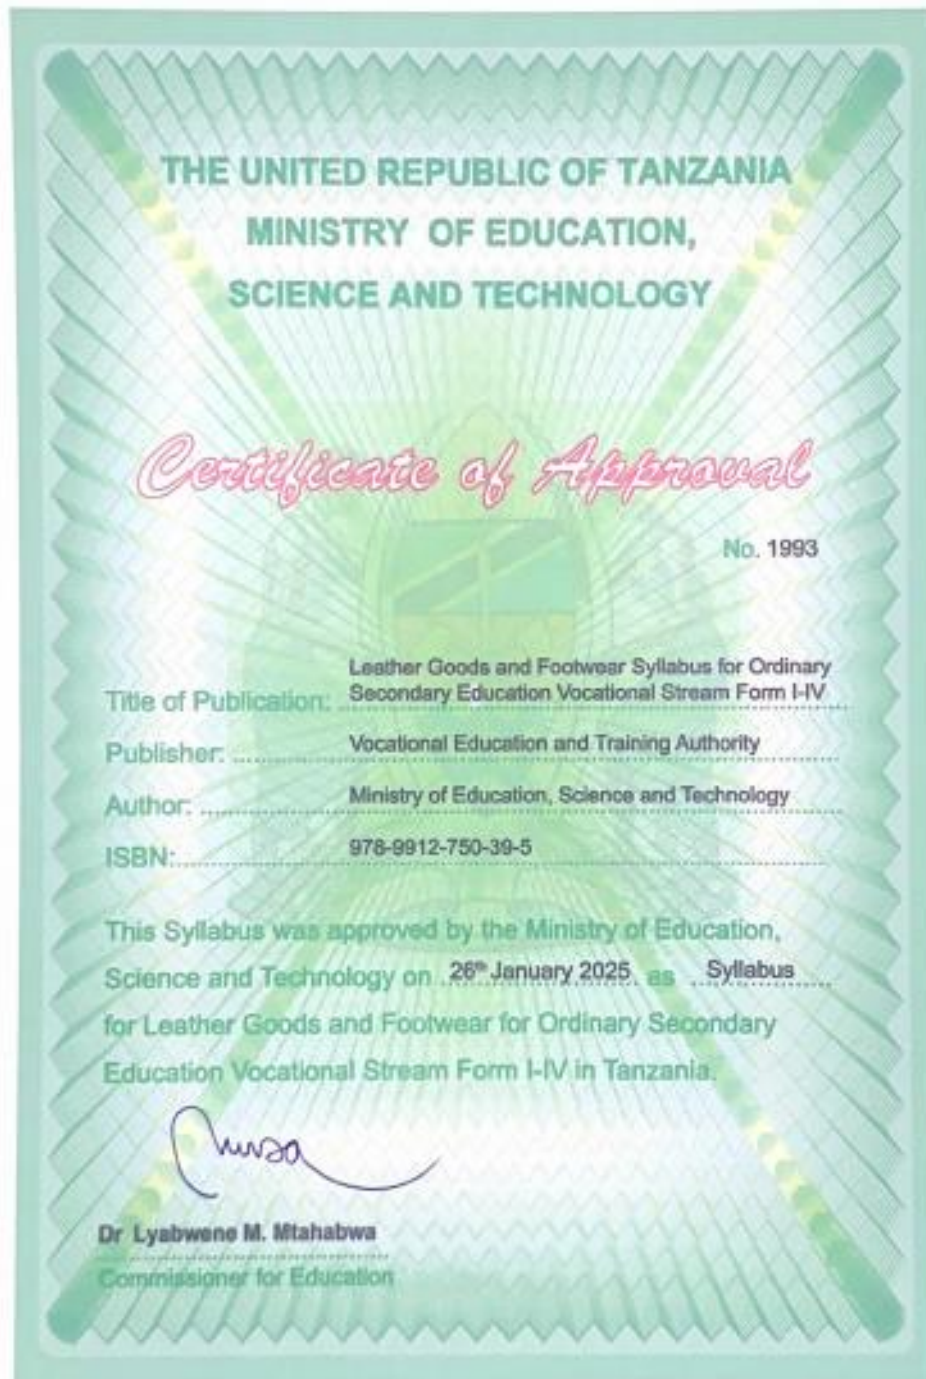 THE UNITED REPUBLIC OF TANZANIA
MINISTRY OF EDUCATION,
SCIENCE AND TECHNOLOGY
Certificate of Approval
No. 1993
Title of Publication: Leather Goods and Footwear Syllabus for Ordinary
Secondary Education Vocational Stream Form I-IV
Publisher: Vocational Education and Training Authority
Author: Ministry of Education, Science and Technology
ISBN: 978-9912-750-39-5
This Syllabus was approved by the Ministry of Education,
Science and Technology on 26th January 2025 as Syllabus
for Leather Goods and Footwear for Ordinary Secondary
Education Vocational Stream Form I-IV in Tanzania.
Dr Lyabwene M. Mtahabwa
Commissioner for Education